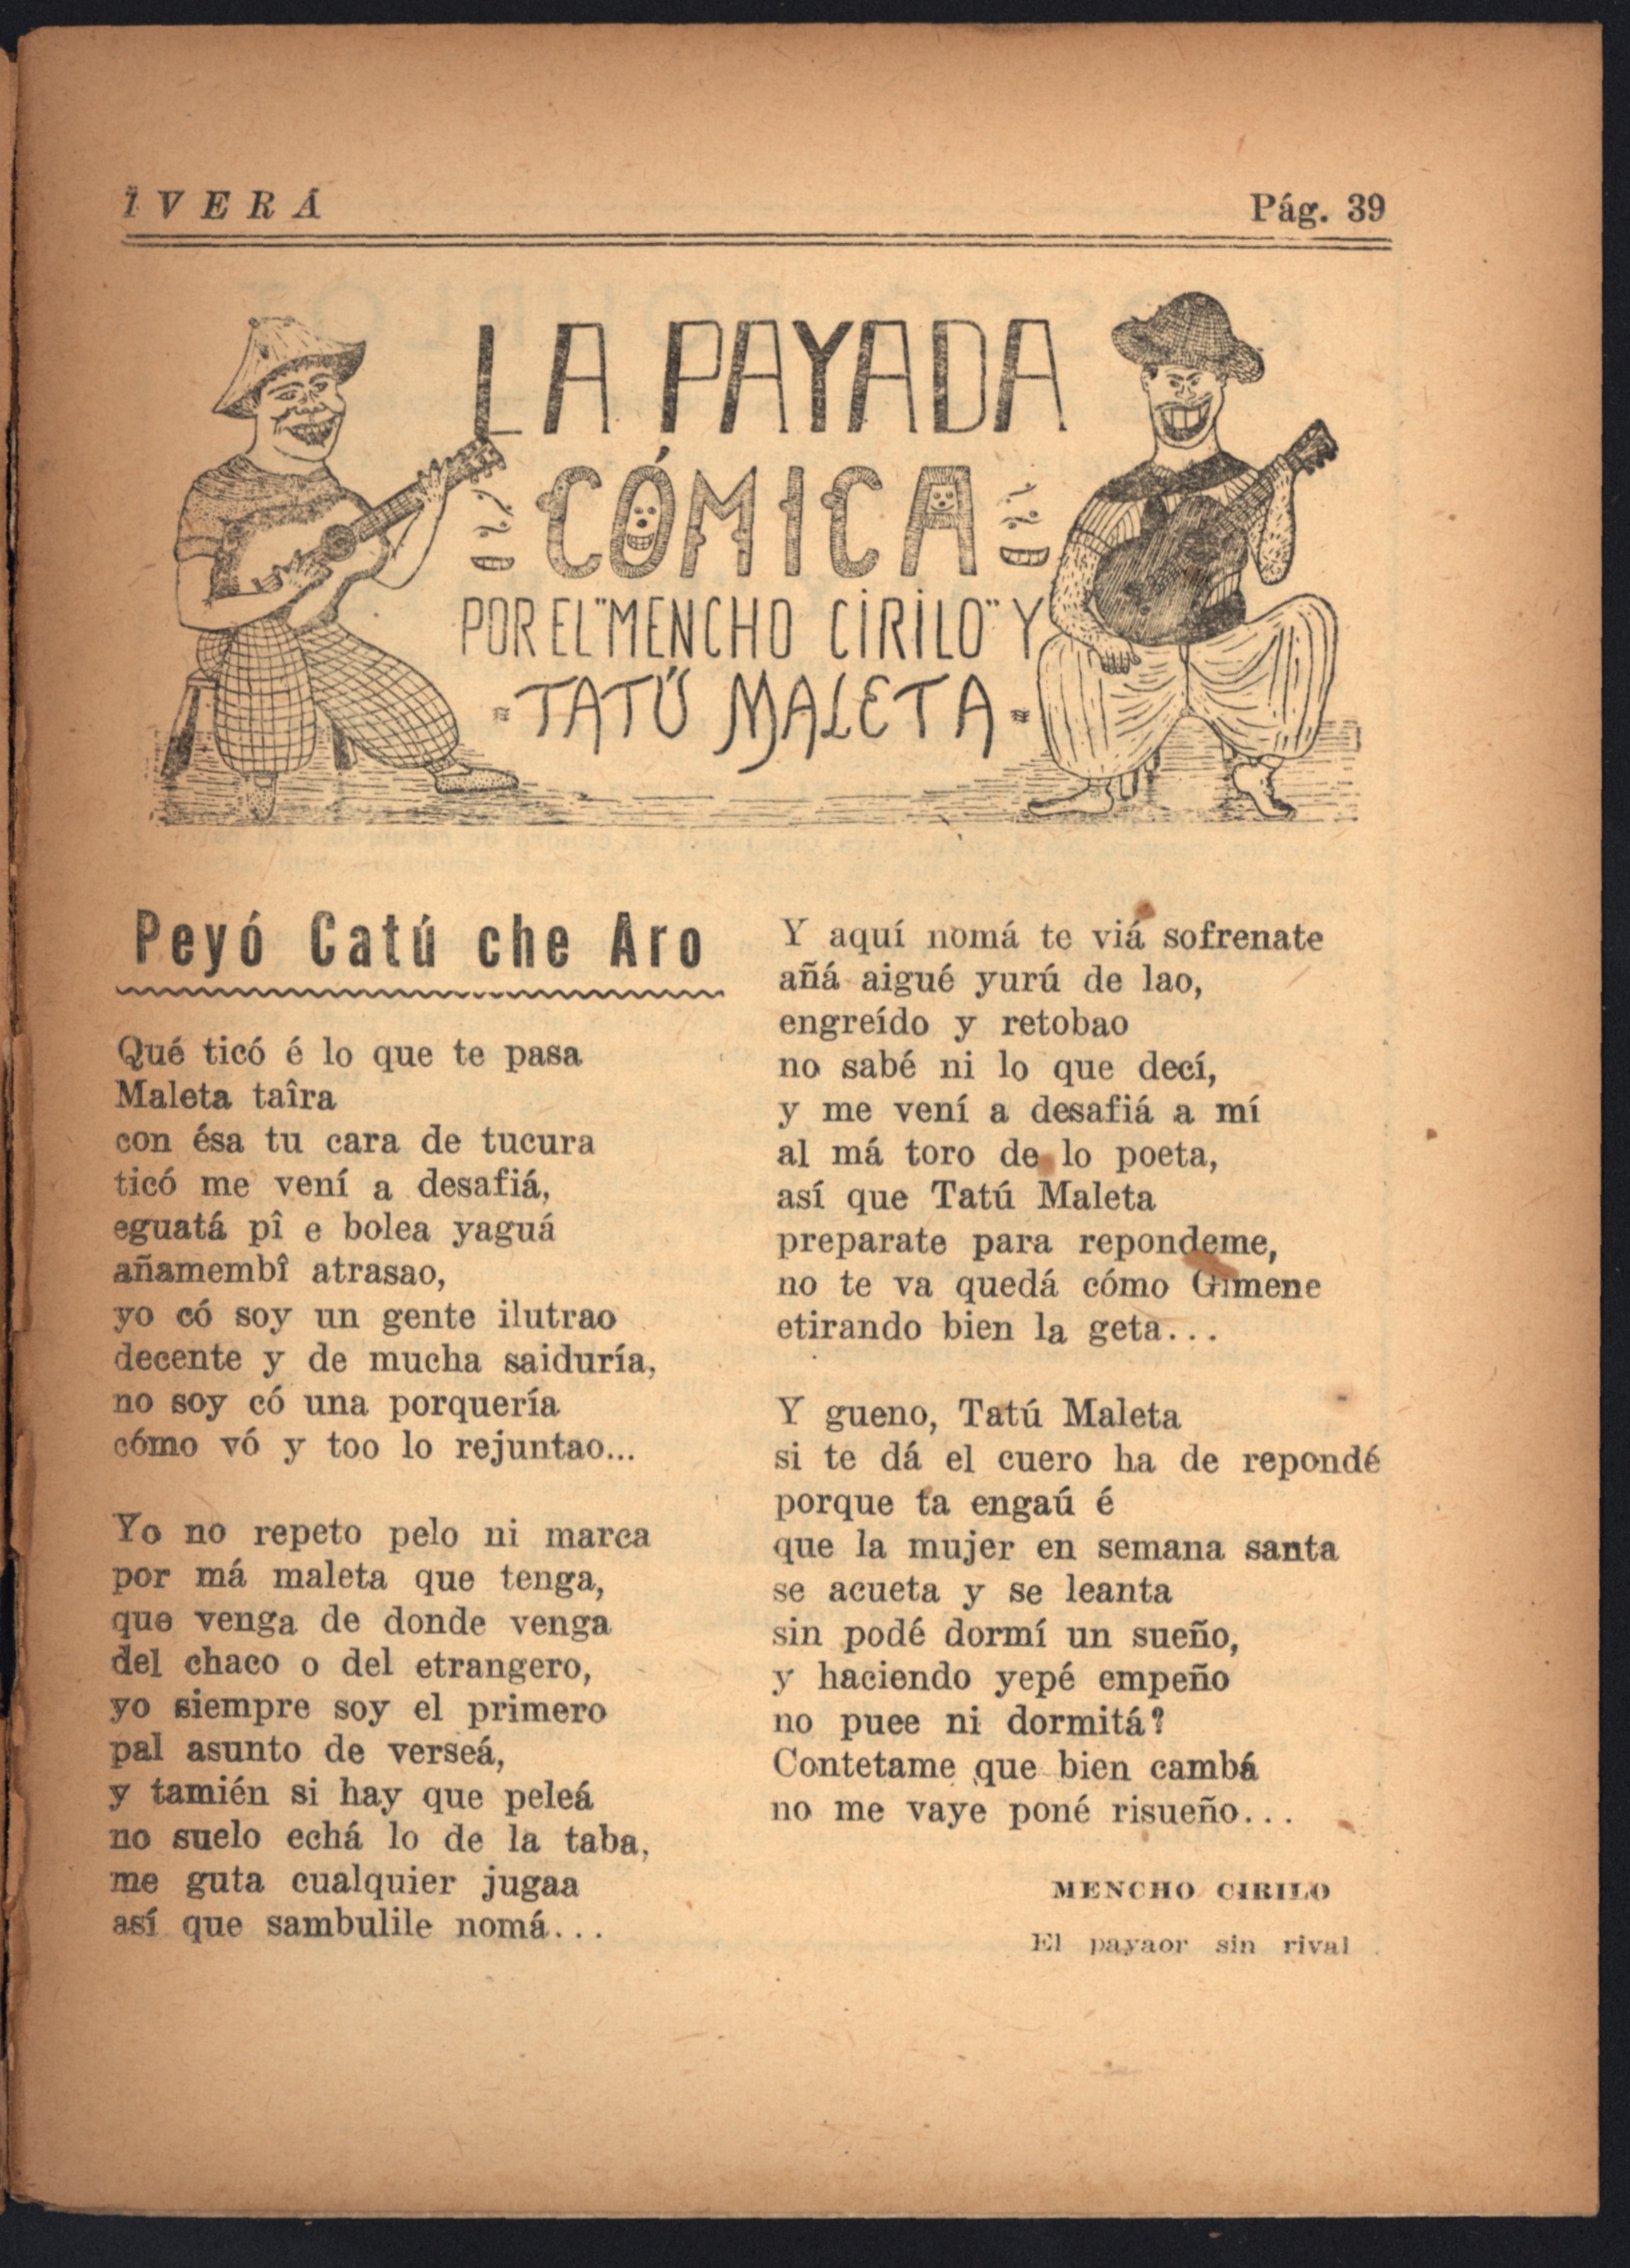 ĨVERÁ
Pág. 39
LA PAYADA
CÓMICA
POR EL "MENCHO CIRILO" Y
TATÚ MALETA
Peyó Catú che Aro
Qué ticó é lo que te pasa
Maleta taîra
con ésa tu cara de tucura
ticó me vení a desafiá,
eguatá pî e bolea yaguá
añamembî atrasao,
yo có soy un gente ilutrao
decente y de mucha saiduría,
no soy có una porquería
cómo vó y too lo rejuntao...
Yo no repeto pelo ni marca
por má maleta que tenga,
que venga de donde venga
del chaco o del etrangero,
yo siempre soy el primero
pal asunto de verseá,
y tamién si hay que peleá
no suelo echá lo de la taba,
me guta cualquier jugaa
así que sambulile nomá...
Y aquí nomá te viá sofrenate
añá aigué yurú de lao,
engreído y retobao
no sabé ni lo que decí,
y me vení a desafiá a mí
al má toro de lo poeta,
así que Tatú Maleta
preparate para repondeme,
no te va quedá cómo Gimene
etirando bien la geta...
Y gueno, Tatú Maleta
si te dá el cuero ha de repondé
porque ta engaú é
que la mujer en semana santa
se acueta y se leanta
sin podé dormí un sueño,
y haciendo yepé empeño
no puee ni dormitá?
Contetame que bien cambá
no me vaye poné risueño...
MENCHO CIRILO
El payaor sin rival